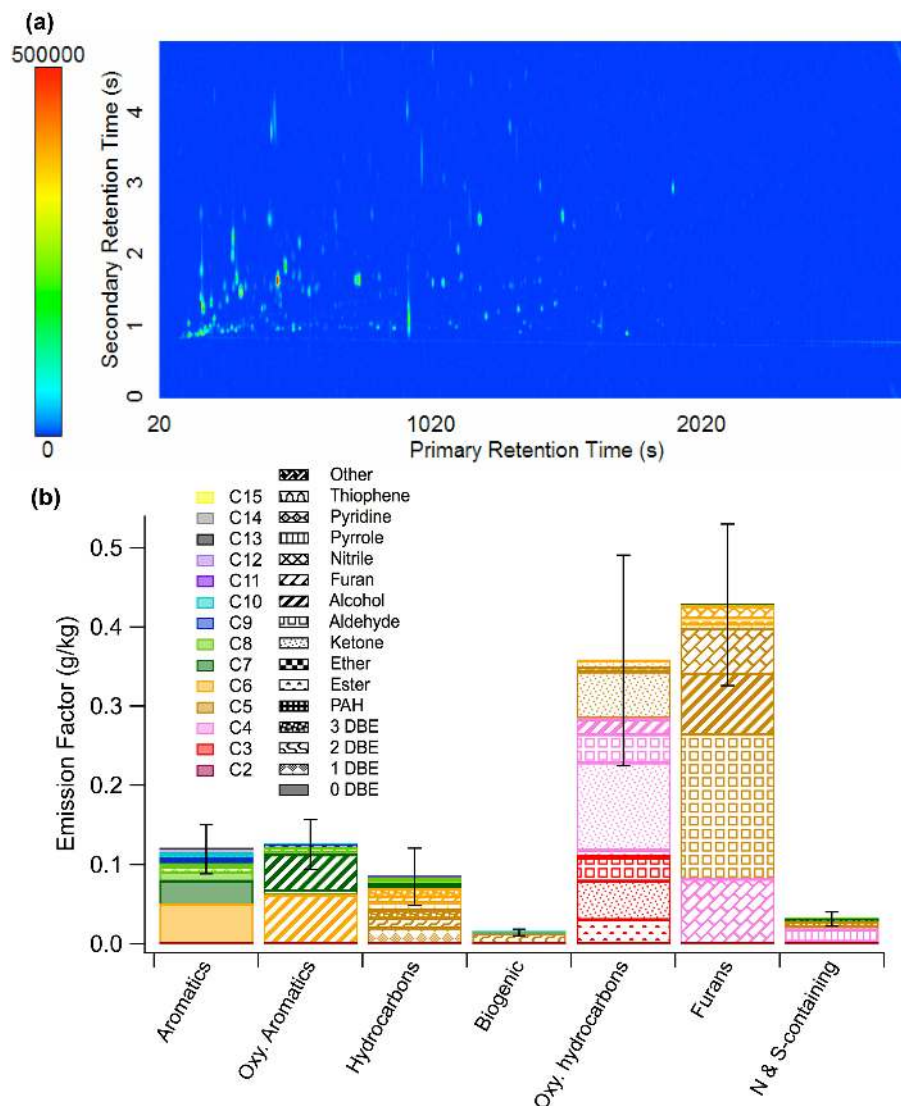 (a)
500000
0
Secondary Retention Time (s)
4
3
2
1
0
20
1020
2020
Primary Retention Time (s)
(b)
C15
C14
C13
C12
C11
C10
C9
C8
C7
C6
C5
C4
C3
C2
Other
Thiophene
Pyridine
Pyrrole
Nitrile
Furan
Alcohol
Aldehyde
Ketone
Ether
Ester
PAH
3 DBE
2 DBE
1 DBE
0 DBE
Emission Factor (g/kg)
0.5
0.4
0.3
0.2
0.1
0.0
Aromatics
Oxy. Aromatics
Hydrocarbons
Biogenic
Oxy. hydrocarbons
Furans
N & S-containing